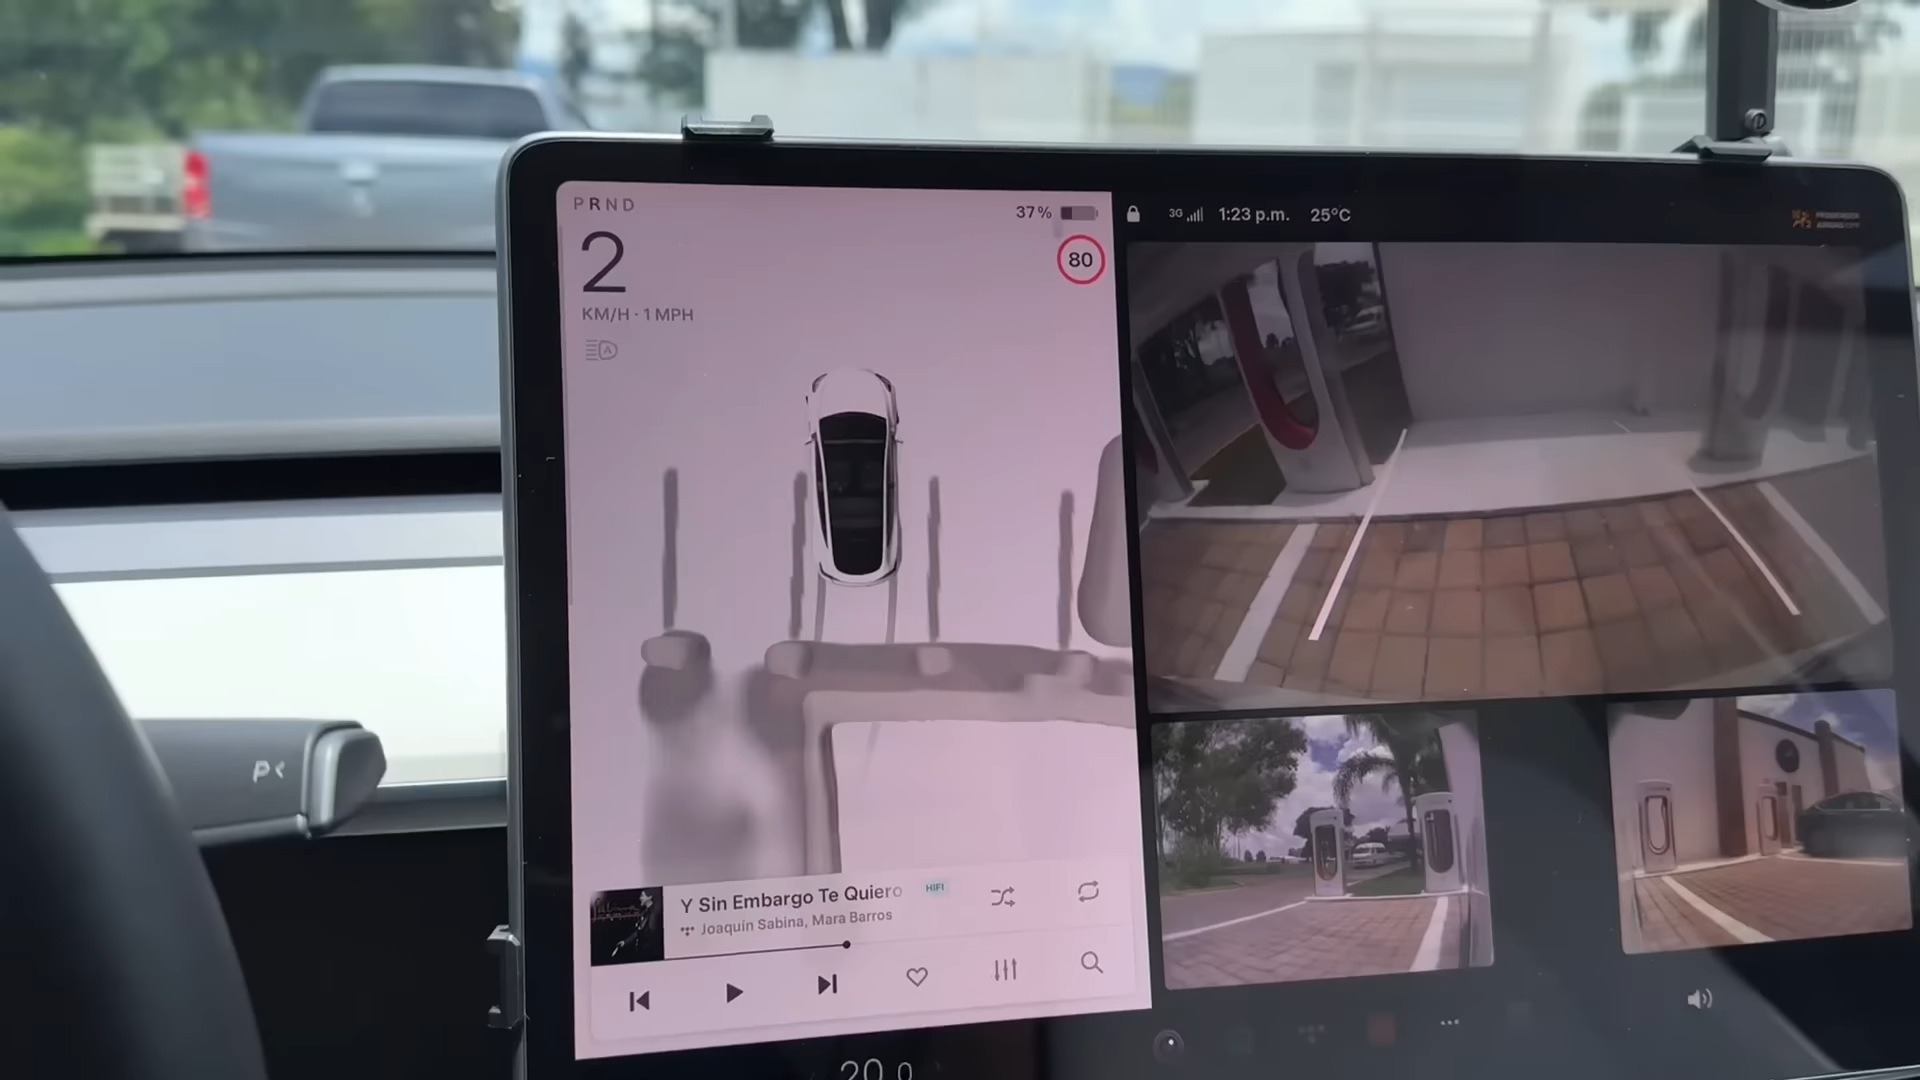 PRND
37%
3G
1:23 p.m.
25°C
2
80
KM/H · 1 MPH
A
P<
Y Sin Embargo Te Quiero
HIFI
Joaquín Sabina, Mara Barros
20.0